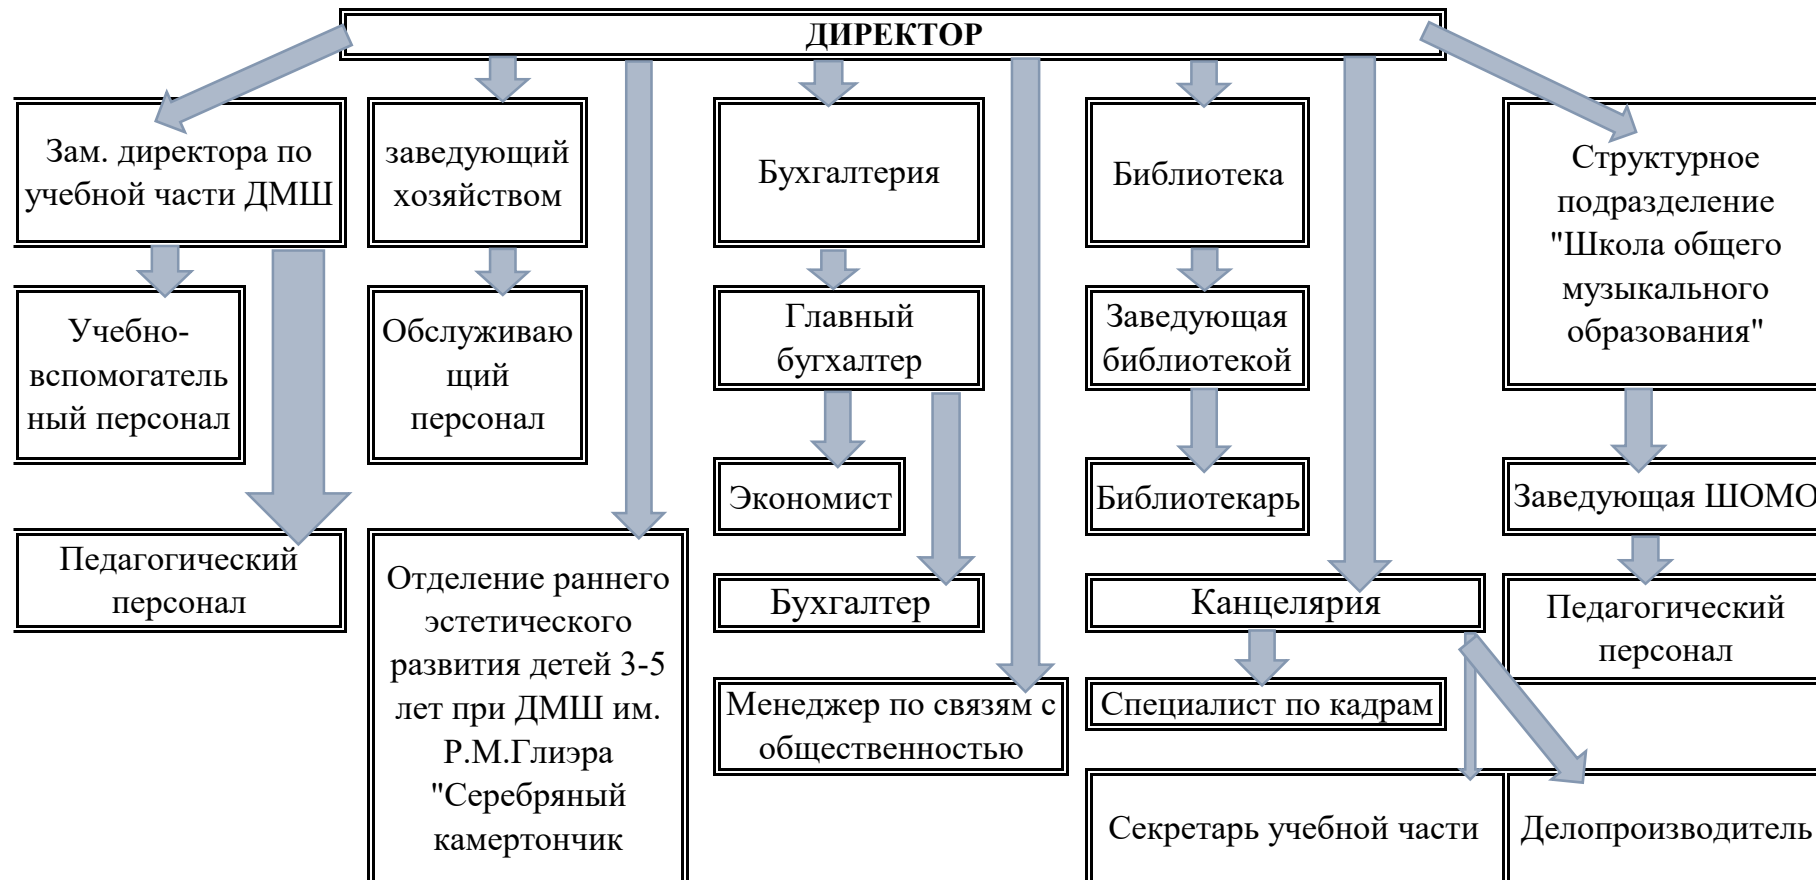 ДИРЕКТОР
Зам. директора по
учебной части ДМШ
заведующий
хозяйством
Бухгалтерия
Библиотека
Структурное
подразделение
"Школа общего
музыкального
образования"
Учебно-
вспомогатель
ный персонал
Обслуживаю
щий
персонал
Главный
бугхалтер
Заведующая
библиотекой
Экономист
Библиотекарь
Заведующая ШОМО
Педагогический
персонал
Отделение раннего
эстетического
развития детей 3-5
лет при ДМШ им.
Р.М.Глиэра
"Серебряный
камертончик
Бухгалтер
Канцелярия
Педагогический
персонал
Менеджер по связям с
общественностью
Специалист по кадрам
Секретарь учебной части
Делопроизводитель